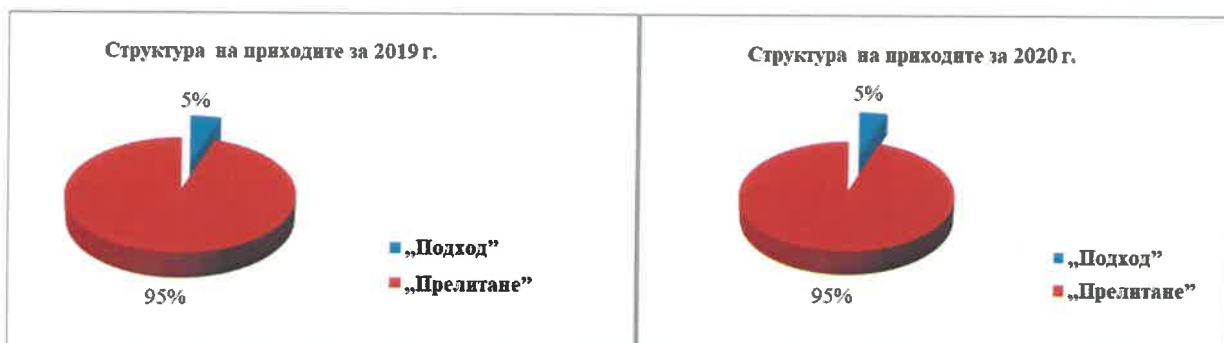 Структура на приходите за 2019 г.
5%
95%
„Подход”
„Прелитане”
Структура на приходите за 2020 г.
5%
95%
„Подход”
„Прелитане”